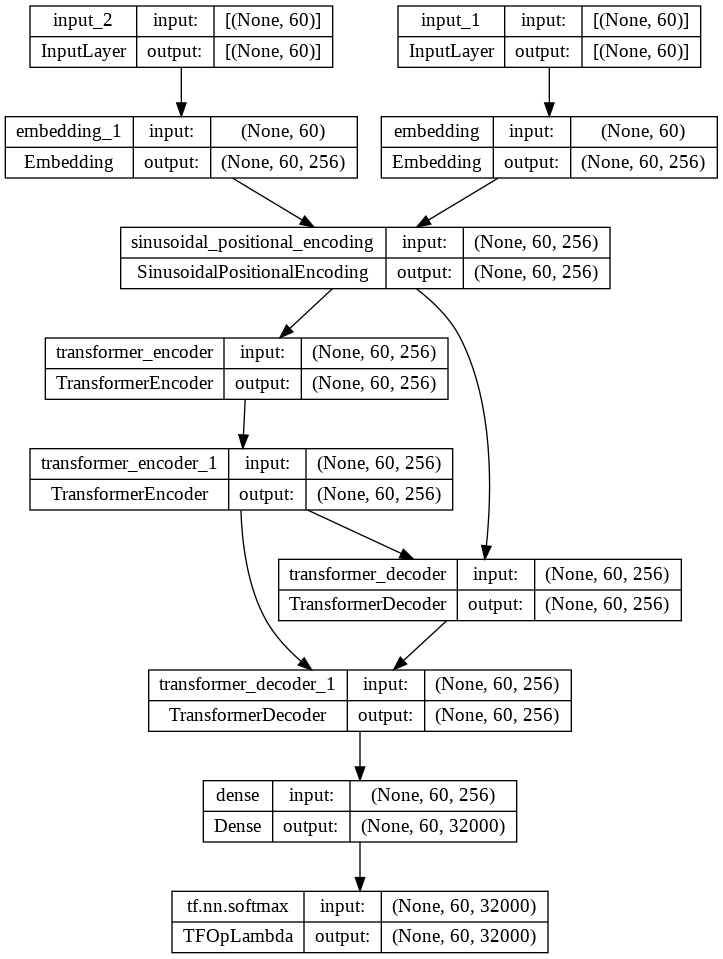 input_2 input: [(None, 60)]
InputLayer output: [(None, 60)]
input_1 input: [(None, 60)]
InputLayer output: [(None, 60)]
embedding_1 input: (None, 60)
Embedding output: (None, 60, 256)
embedding input: (None, 60)
Embedding output: (None, 60, 256)
sinusoidal_positional_encoding input: (None, 60, 256)
SinusoidalPositionalEncoding output: (None, 60, 256)
transformer_encoder input: (None, 60, 256)
TransformerEncoder output: (None, 60, 256)
transformer_encoder_1 input: (None, 60, 256)
TransformerEncoder output: (None, 60, 256)
transformer_decoder input: (None, 60, 256)
TransformerDecoder output: (None, 60, 256)
transformer_decoder_1 input: (None, 60, 256)
TransformerDecoder output: (None, 60, 256)
dense input: (None, 60, 256)
Dense output: (None, 60, 32000)
tf.nn.softmax input: (None, 60, 32000)
TFOpLambda output: (None, 60, 32000)